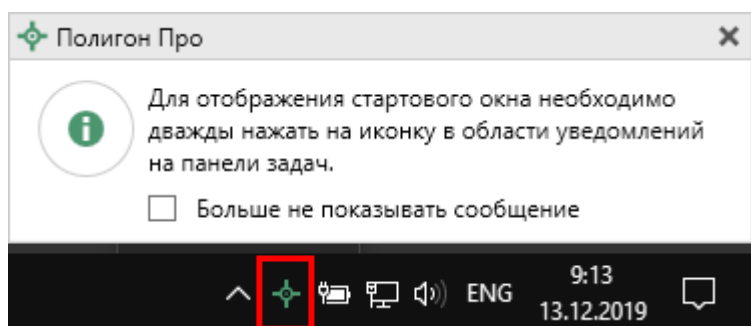 Полигон Про
Для отображения стартового окна необходимо
дважды нажать на иконку в области уведомлений
на панели задач.
Больше не показывать сообщение
ENG
9:13
13.12.2019